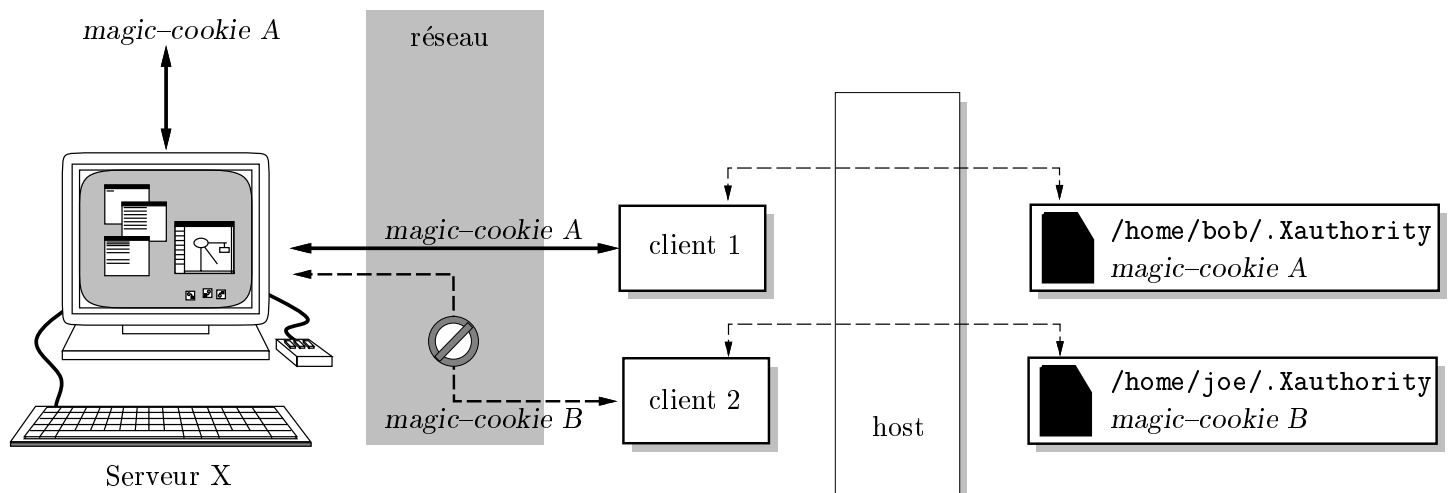 magic–cookie A
réseau
magic–cookie A
client 1
/home/bob/.Xauthority
magic–cookie A
client 2
/home/joe/.Xauthority
magic–cookie B
magic–cookie B
host
Serveur X